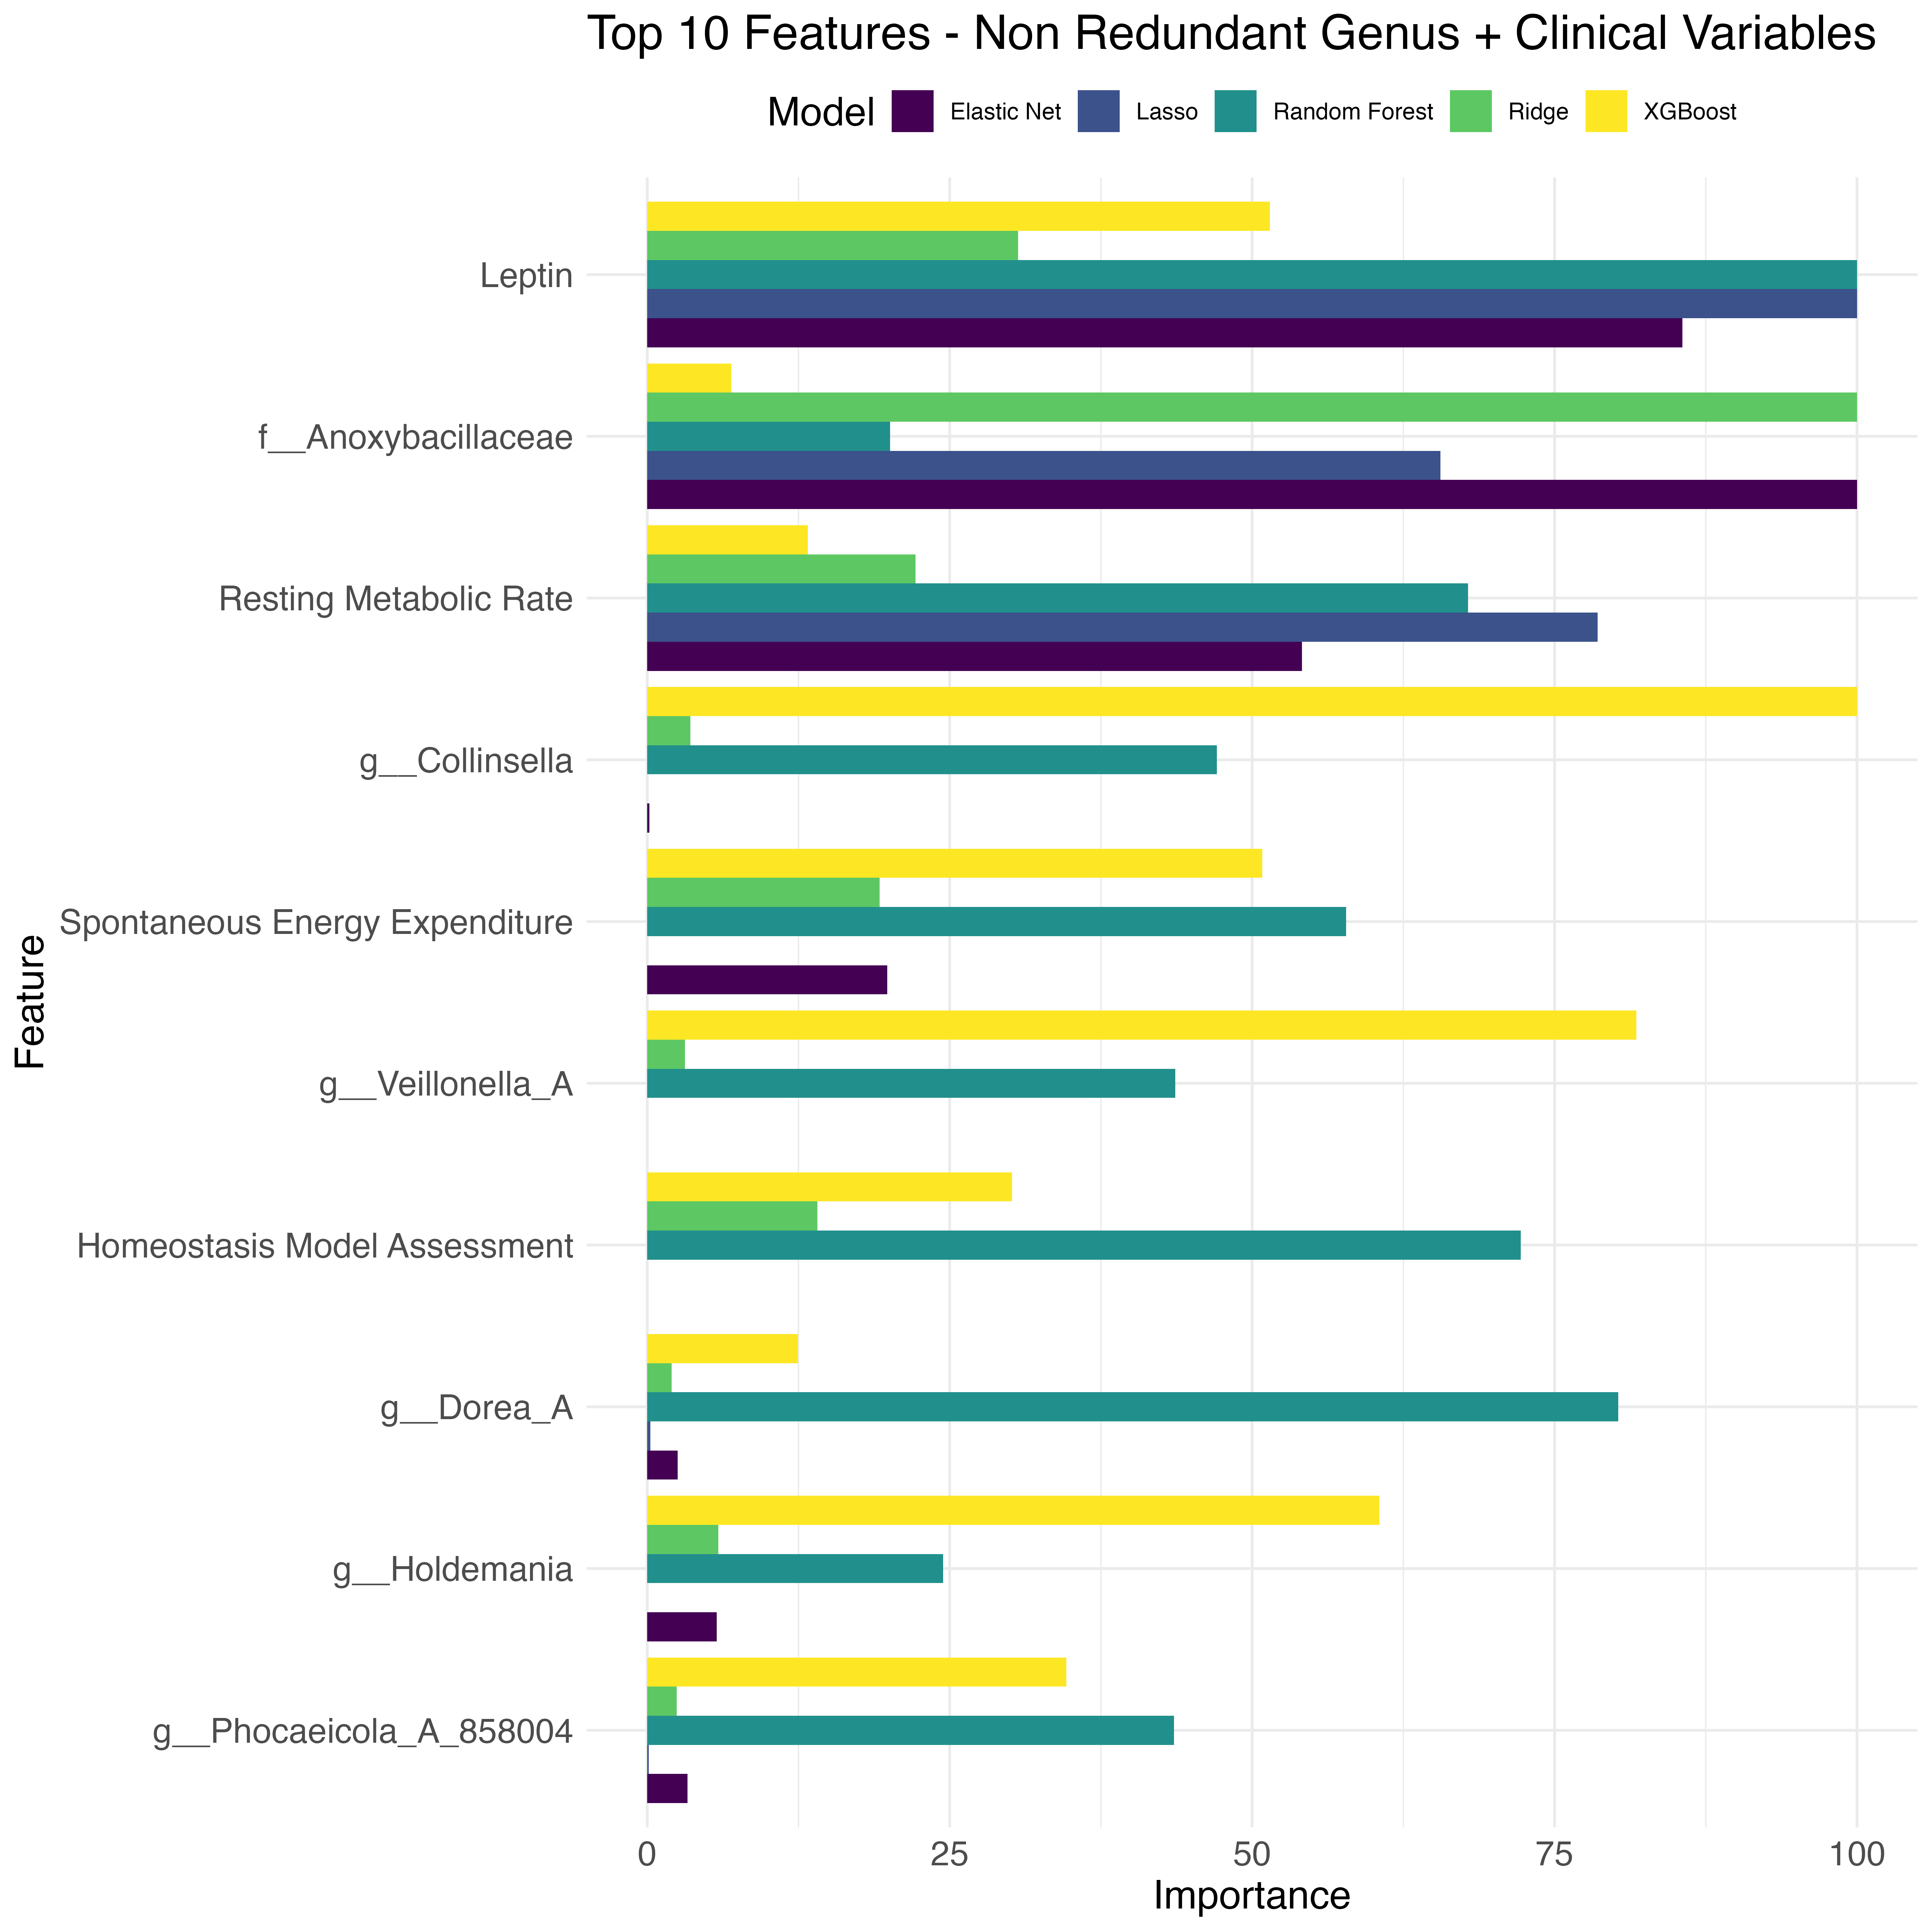 Top 10 Features - Non Redundant Genus + Clinical Variables
Model Elastic Net Lasso Random Forest Ridge XGBoost
Feature
Leptin
f__Anoxybacillaceae
Resting Metabolic Rate
g__Collinsella
Spontaneous Energy Expenditure
g__Veillonella_A
Homeostasis Model Assessment
g__Dorea_A
g__Holdemania
g__Phocaeicola_A_858004
0 25 50 75 100
Importance